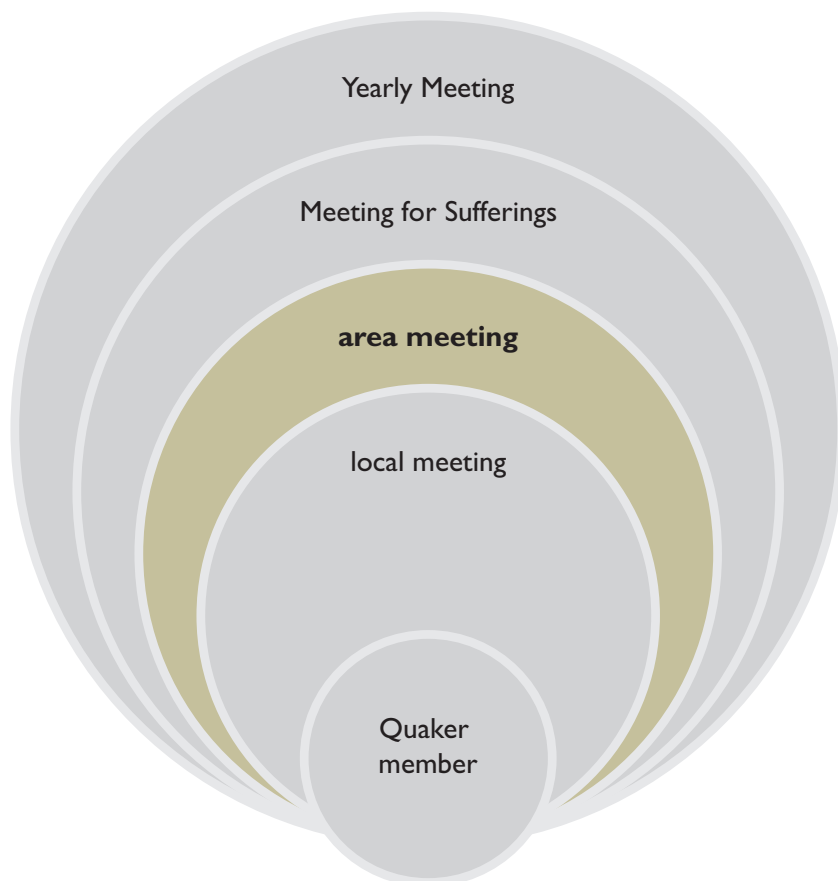 Yearly Meeting
Meeting for Sufferings
area meeting
local meeting
Quaker
member